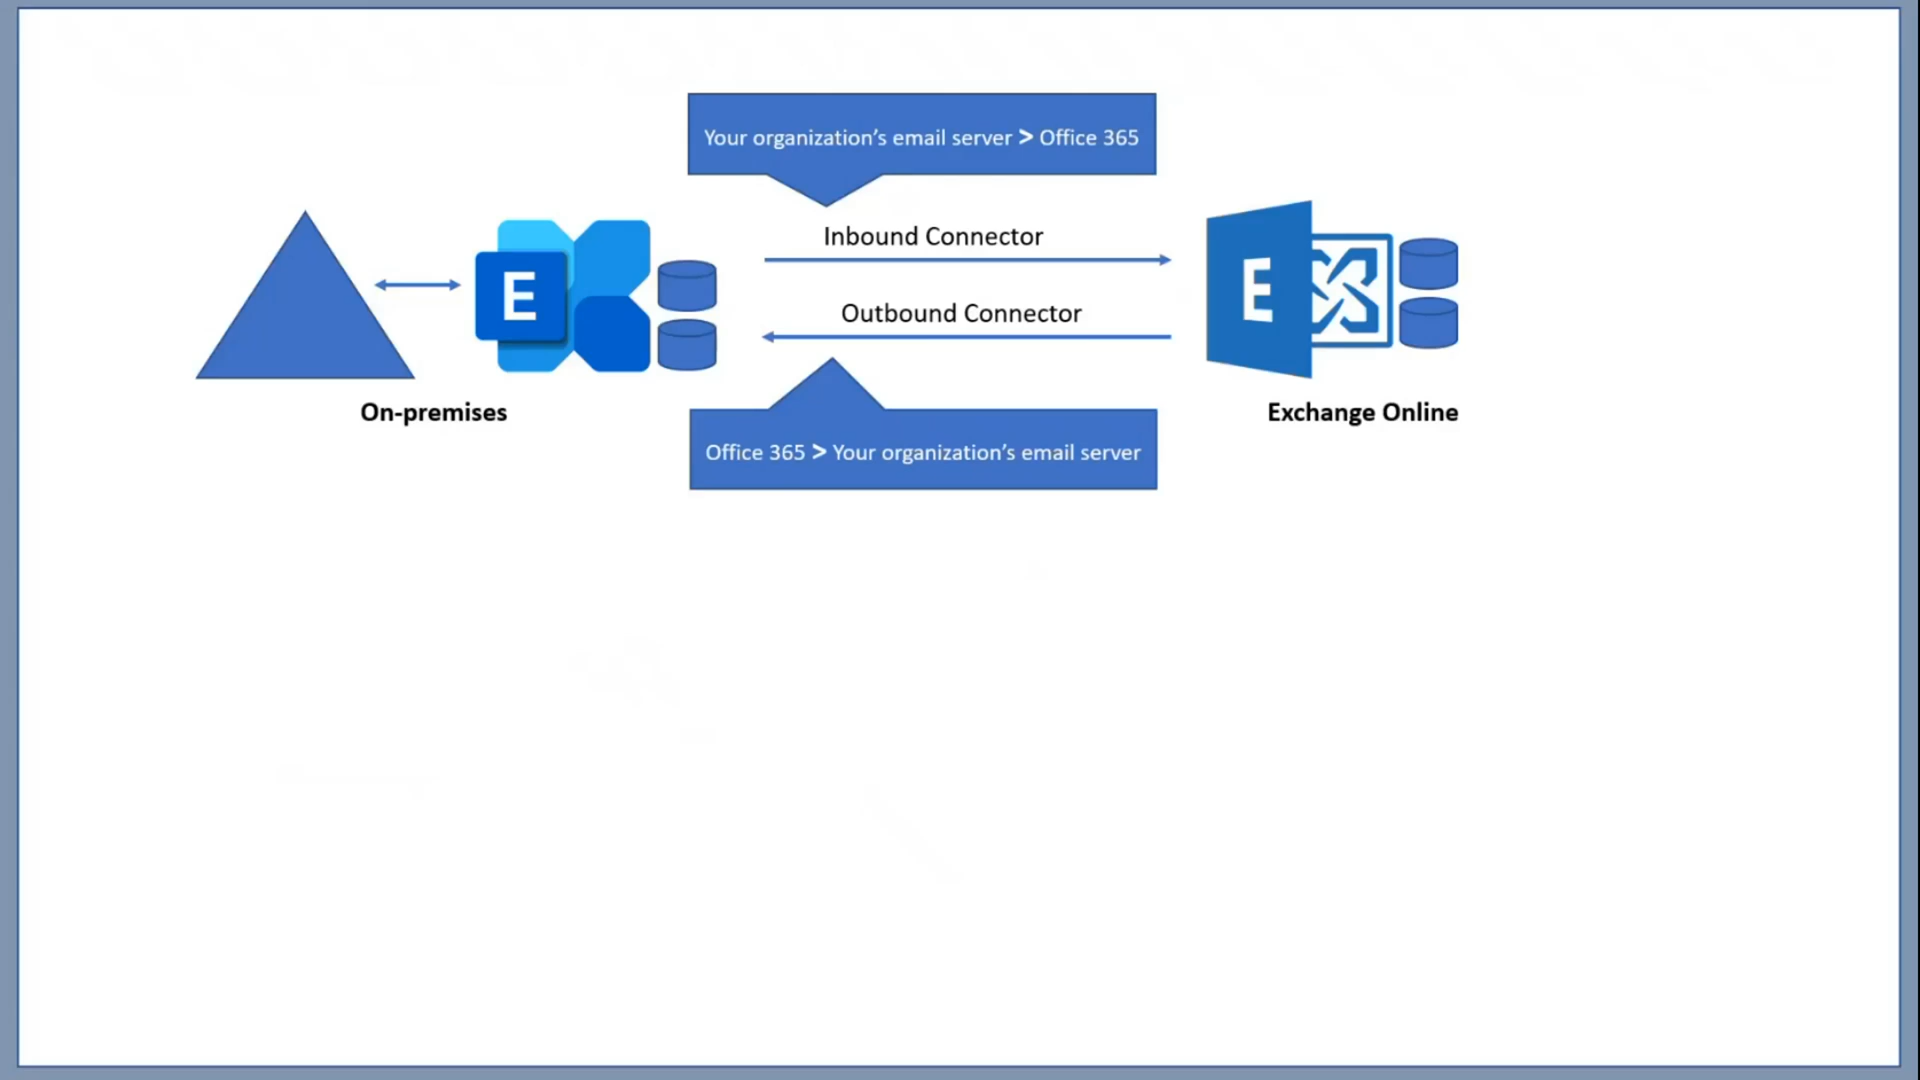 Your organization's email server > Office 365
Inbound Connector
Outbound Connector
E
E
On-premises
Exchange Online
Office 365 > Your organization's email server